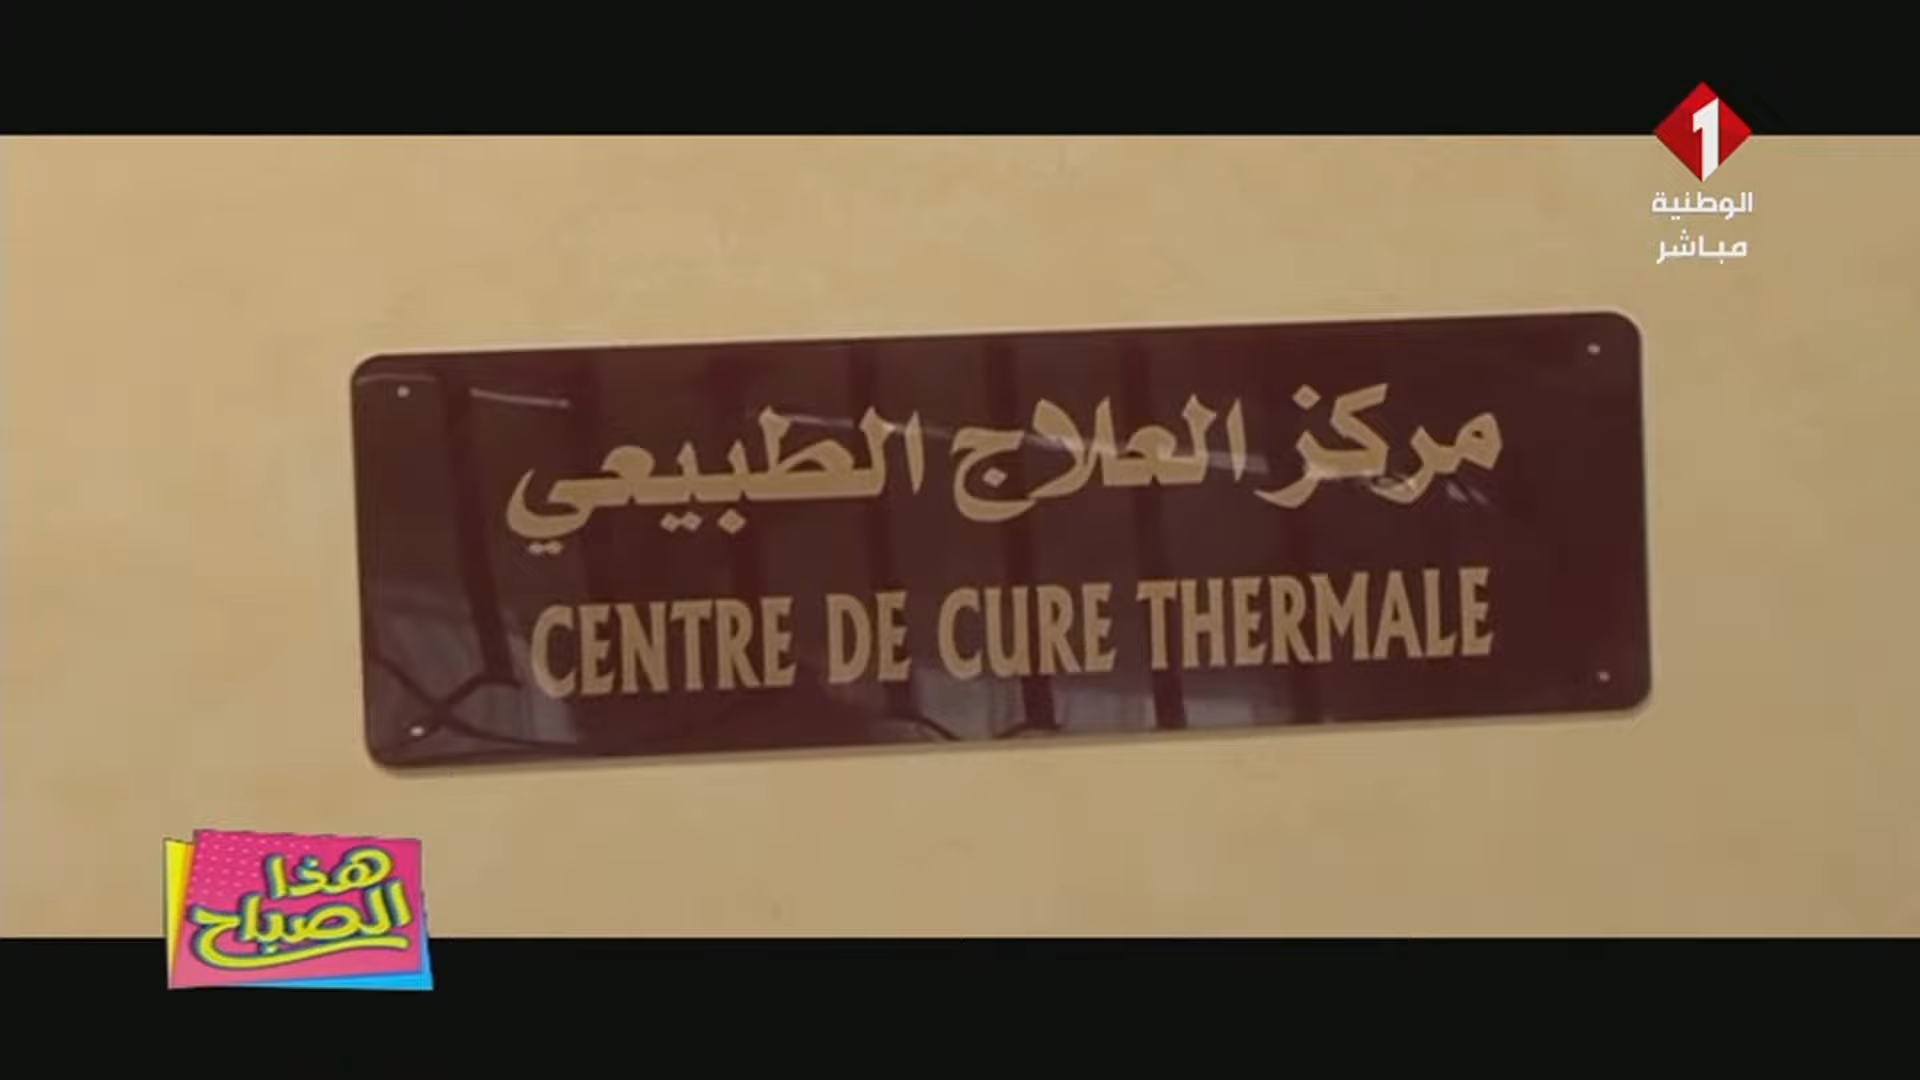 الوطنية
مباشر
مركز العلاج الطبيعي
CENTRE DE CURE THERMALE
هذا
الصباح